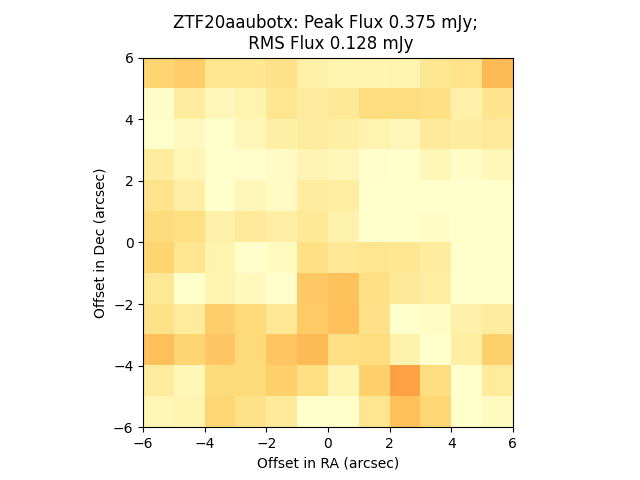 ZTF20aaubotx: Peak Flux 0.375 mJy;
RMS Flux 0.128 mJy
6
4
2
0
−2
−4
−6
Offset in Dec (arcsec)
−6 −4 −2 0 2 4 6
Offset in RA (arcsec)